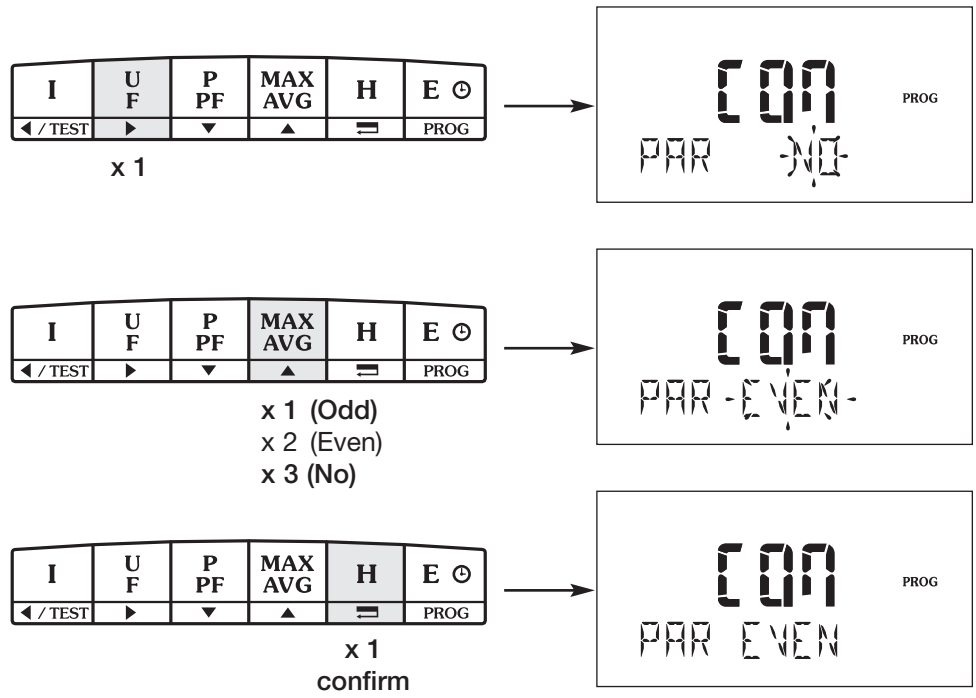 I U F P PF MAX AVG H E
/ TEST PROG
x 1
COM
PROG
PAR NO
I U F P PF MAX AVG H E
/ TEST PROG
x 1 (Odd)
x 2 (Even)
x 3 (No)
COM
PROG
PAR EVEN
I U F P PF MAX AVG H E
/ TEST PROG
x 1
confirm
COM
PROG
PAR EVEN